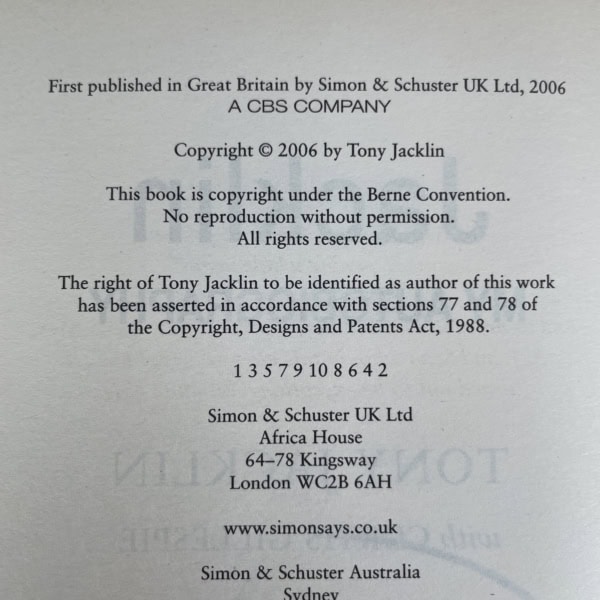 First published in Great Britain by Simon & Schuster UK Ltd, 2006
A CBS COMPANY
Copyright © 2006 by Tony Jacklin
This book is copyright under the Berne Convention.
No reproduction without permission.
All rights reserved.
The right of Tony Jacklin to be identified as author of this work
has been asserted in accordance with sections 77 and 78 of
the Copyright, Designs and Patents Act, 1988.
1 3 5 7 9 10 8 6 4 2
Simon & Schuster UK Ltd
Africa House
64–78 Kingsway
London WC2B 6AH
www.simonsays.co.uk
Simon & Schuster Australia
Sydney